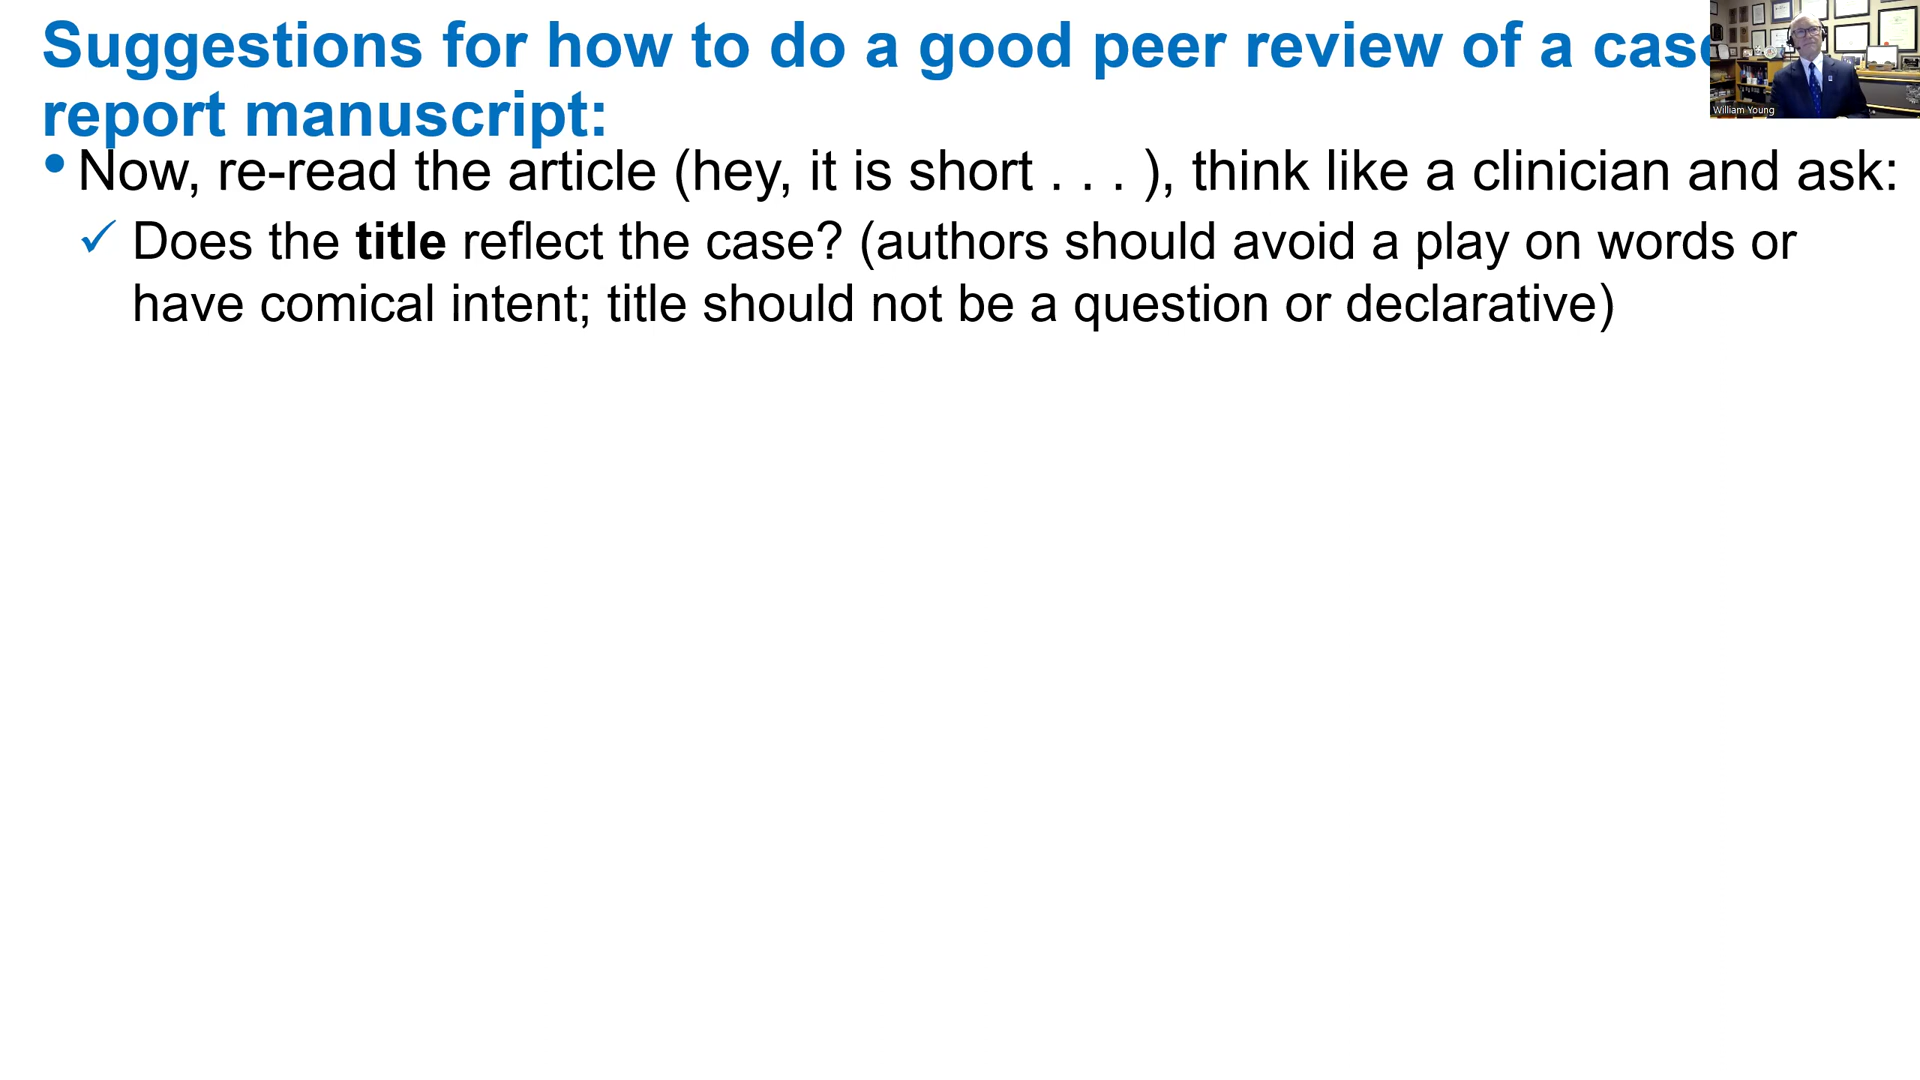 Suggestions for how to do a good peer review of a case
report manuscript:
• Now, re-read the article (hey, it is short . . . ), think like a clinician and ask:
✓ Does the title reflect the case? (authors should avoid a play on words or
have comical intent; title should not be a question or declarative)
William Young